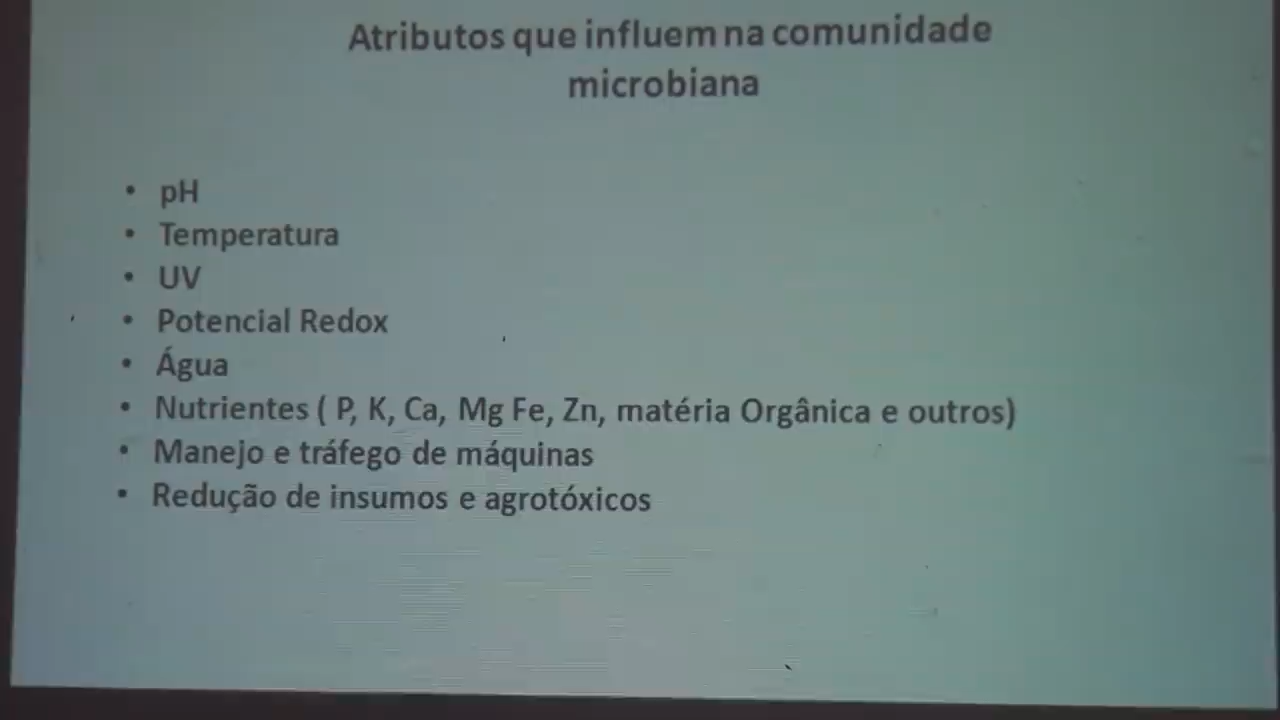 Atributos que influem na comunidade
microbiana
• pH
• Temperatura
• UV
• Potencial Redox
• Água
• Nutrientes ( P, K, Ca, Mg Fe, Zn, matéria Orgânica e outros)
• Manejo e tráfego de máquinas
• Redução de insumos e agrotóxicos